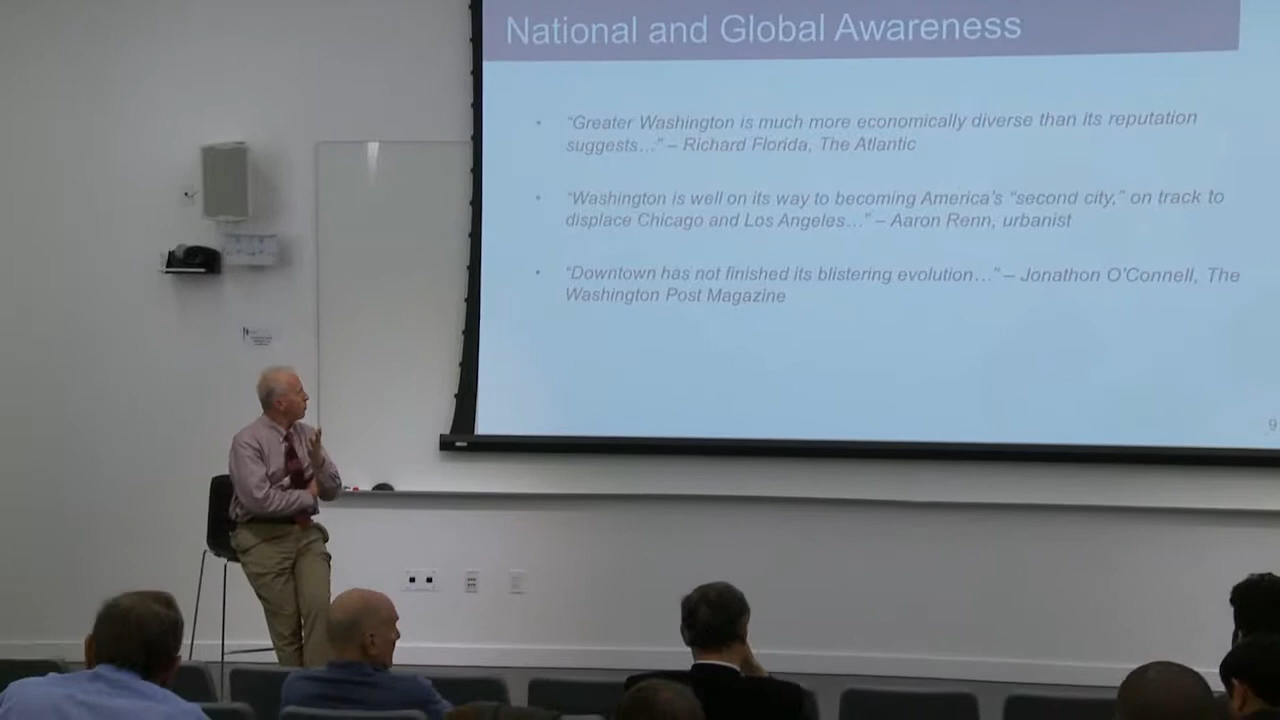 National and Global Awareness
• "Greater Washington is much more economically diverse than its reputation
suggests…" – Richard Florida, The Atlantic
• "Washington is well on its way to becoming America's "second city," on track to
displace Chicago and Los Angeles…" – Aaron Renn, urbanist
• "Downtown has not finished its blistering evolution…" – Jonathon O'Connell, The
Washington Post Magazine
9